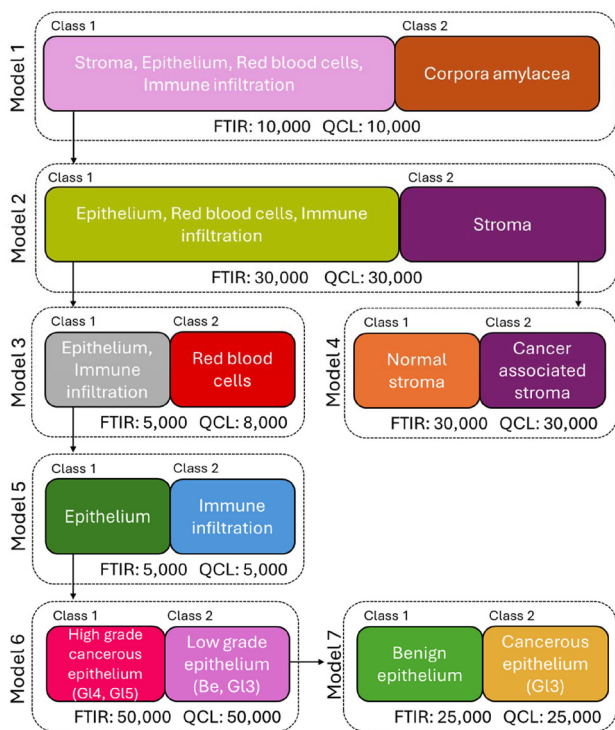 Model 1
Class 1
Class 2
Stroma, Epithelium, Red blood cells,
Immune infiltration
Corpora amylacea
FTIR: 10,000 QCL: 10,000
Model 2
Class 1
Class 2
Epithelium, Red blood cells, Immune
infiltration
Stroma
FTIR: 30,000 QCL: 30,000
Model 3
Class 1
Class 2
Epithelium,
Immune
infiltration
Red blood
cells
FTIR: 5,000 QCL: 8,000
Model 4
Class 1
Class 2
Normal
stroma
Cancer
associated
stroma
FTIR: 30,000 QCL: 30,000
Model 5
Class 1
Class 2
Epithelium
Immune
infiltration
FTIR: 5,000 QCL: 5,000
Model 6
Class 1
Class 2
High grade
cancerous
epithelium
(Gl4, Gl5)
Low grade
epithelium
(Be, Gl3)
FTIR: 50,000 QCL: 50,000
Model 7
Class 1
Class 2
Benign
epithelium
Cancerous
epithelium
(Gl3)
FTIR: 25,000 QCL: 25,000